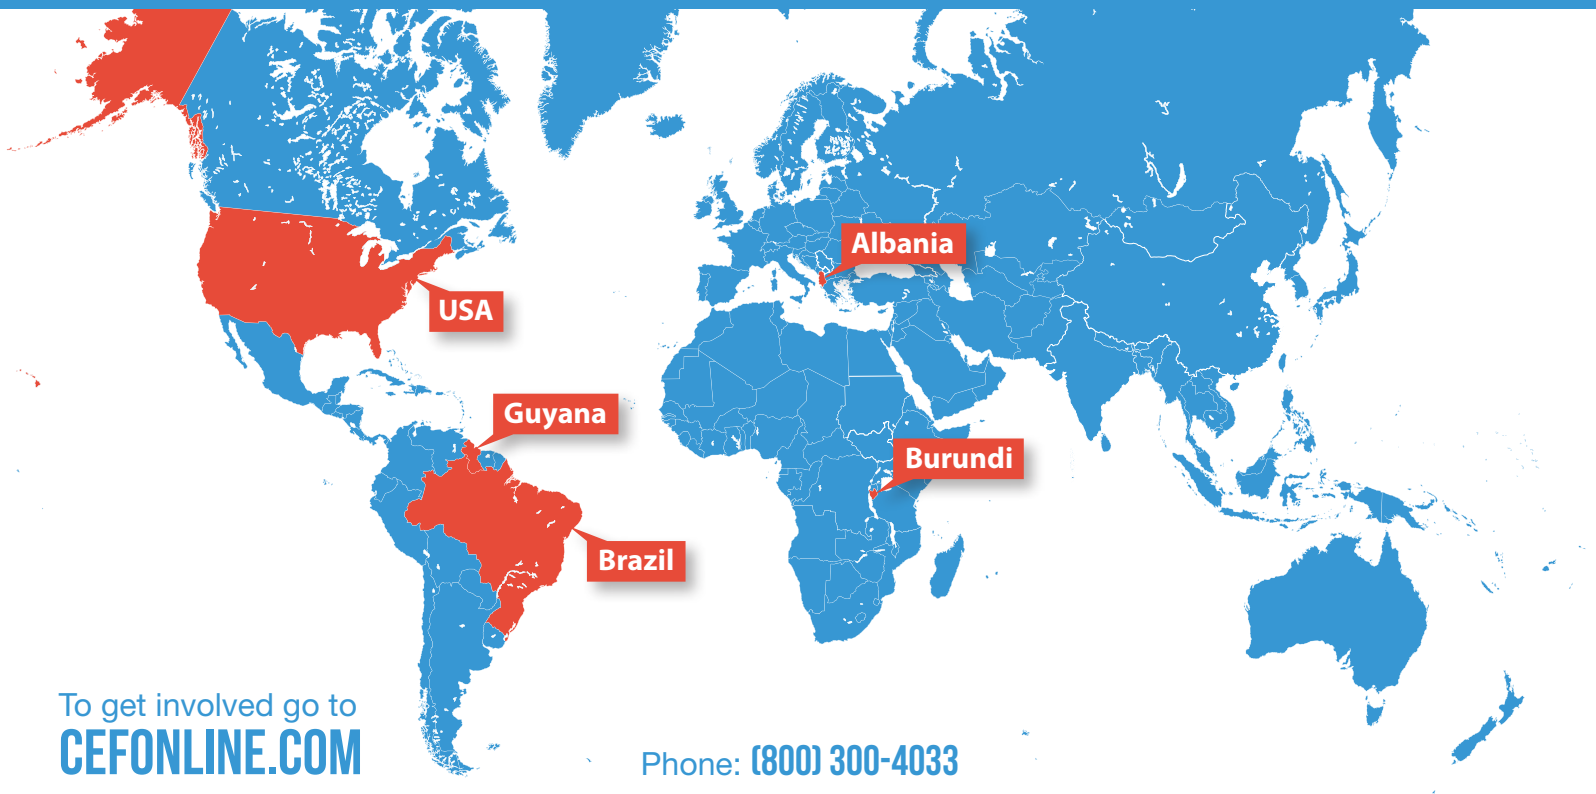 Albania
USA
Guyana
Burundi
Brazil
To get involved go to
CEFONLINE.COM
Phone: (800) 300-4033